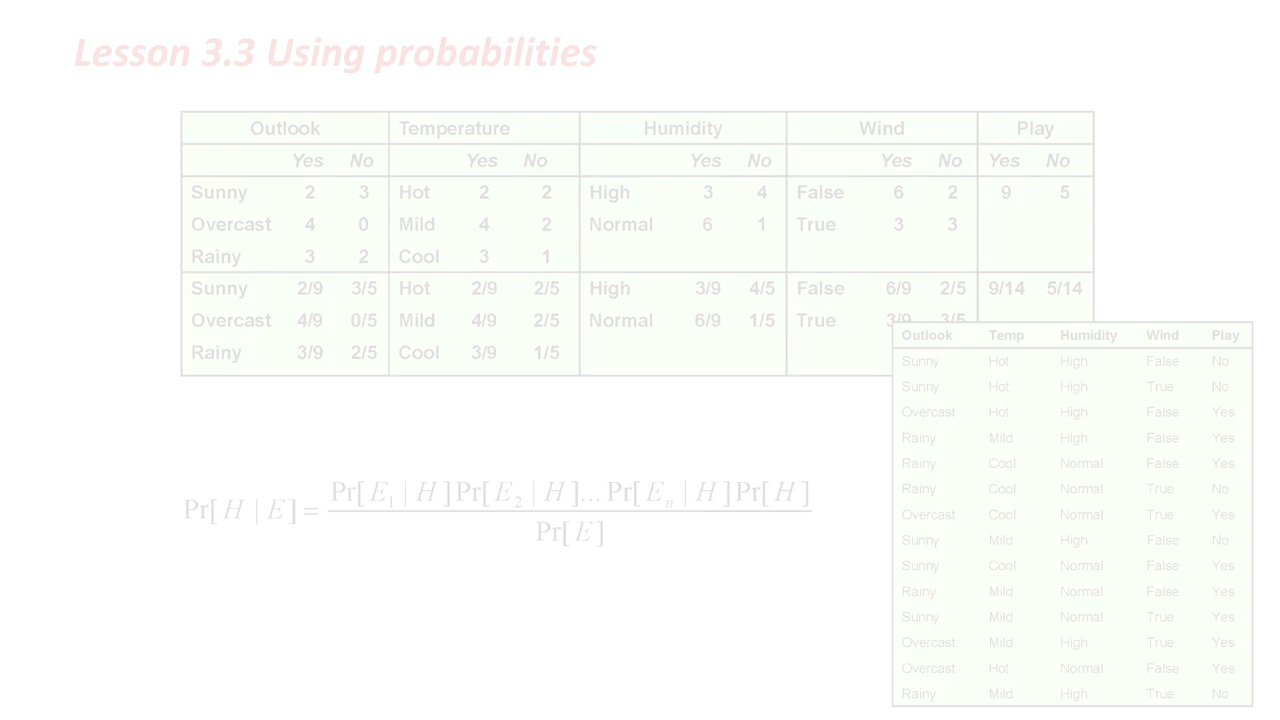 Lesson 3.3 Using probabilities
Outlook Temperature Humidity Wind Play
Yes No Yes No Yes No Yes No Yes No
Sunny 2 3 Hot 2 2 High 3 4 False 6 2 9 5
Overcast 4 0 Mild 4 2 Normal 6 1 True 3 3
Rainy 3 2 Cool 3 1
Sunny 2/9 3/5 Hot 2/9 2/5 High 3/9 4/5 False 6/9 2/5 9/14 5/14
Overcast 4/9 0/5 Mild 4/9 2/5 Normal 6/9 1/5 True 3/9 3/5
Rainy 3/9 2/5 Cool 3/9 1/5
Outlook Temp Humidity Wind Play
Sunny Hot High False No
Sunny Hot High True No
Overcast Hot High False Yes
Rainy Mild High False Yes
Rainy Cool Normal False Yes
Rainy Cool Normal True No
Overcast Cool Normal True Yes
Sunny Mild High False No
Sunny Cool Normal False Yes
Rainy Mild Normal False Yes
Sunny Mild Normal True Yes
Overcast Mild High True Yes
Overcast Hot Normal False Yes
Rainy Mild High True No
Pr[E₁ | H]Pr[E₂ | H]... Pr[Eₙ | H]Pr[H]
Pr[H | E] =
Pr[E]